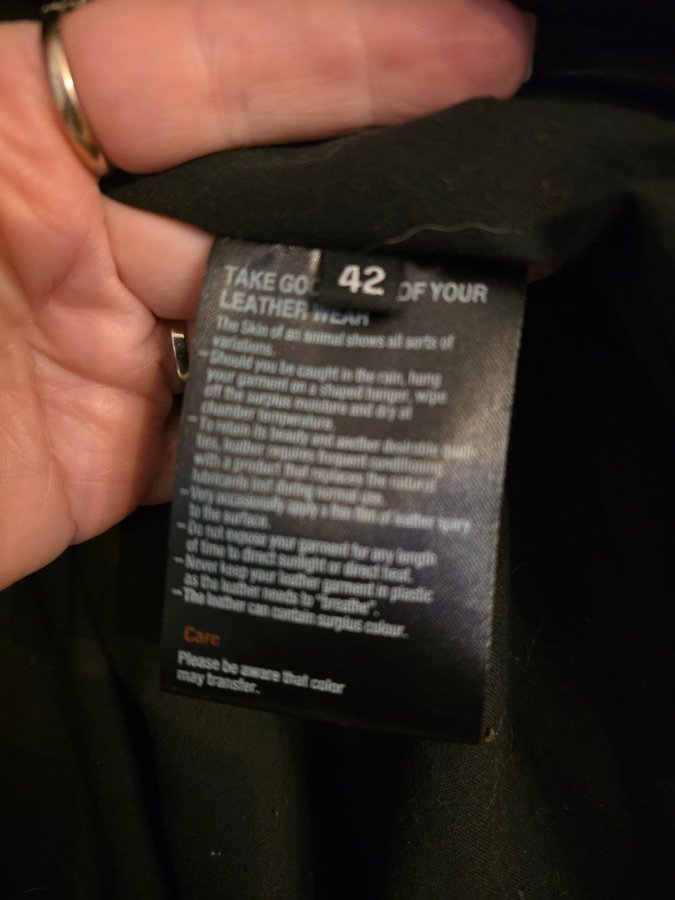 42
TAKE GO OF YOUR
LEATHER WEAR
The Skin of an animal shows all sorts of
variations.
- Should you be caught in the rain, hang
your garment on a shaped hanger, wipe
off the surplus moisture and dry at
chamber temperature.
- To retain its beauty and another desirable
ties, leather requires frequent conditioning
with a product that replaces the natural
lubricants lost during normal use.
- Very occasionally apply a fine film of leather spray
to the surface.
- Do not expose your garment for any length
of time to direct sunlight or direct heat.
- Never keep your leather garment in plastic
as the leather needs to "breathe".
- The leather can contain surplus colour.
Care
Please be aware that color
may transfer.